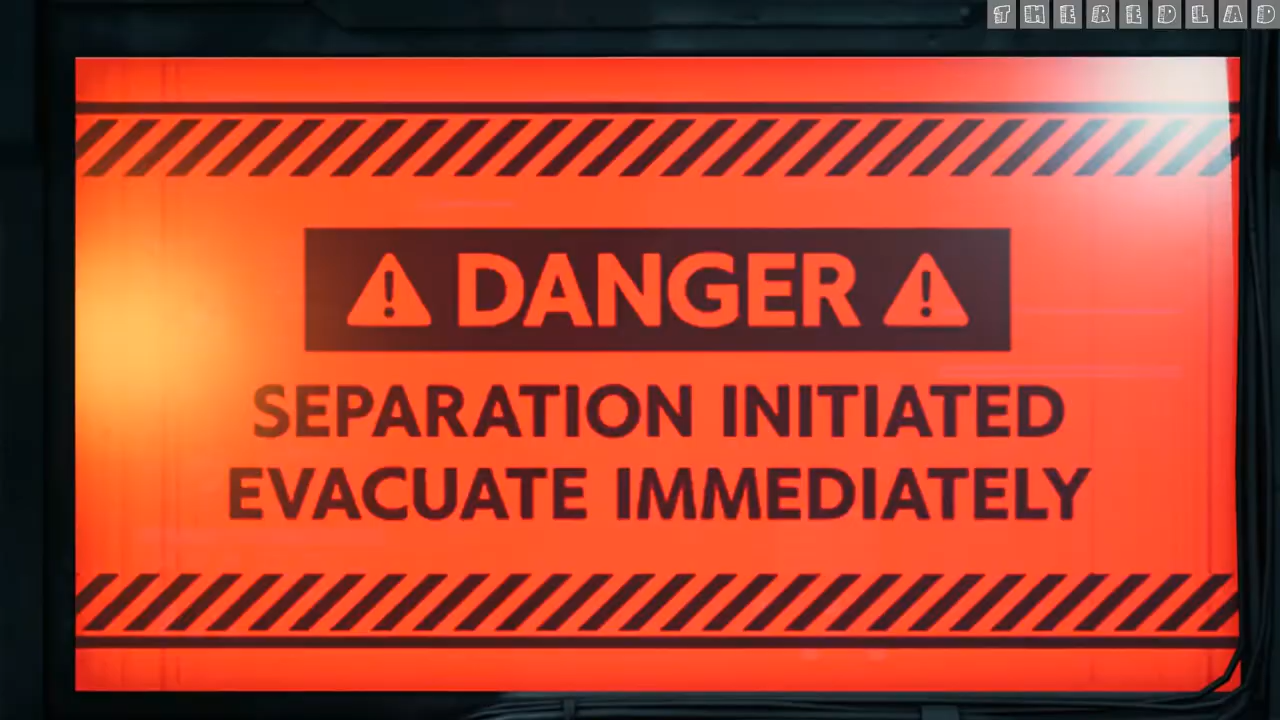 THEREDLAD
DANGER
SEPARATION INITIATED
EVACUATE IMMEDIATELY